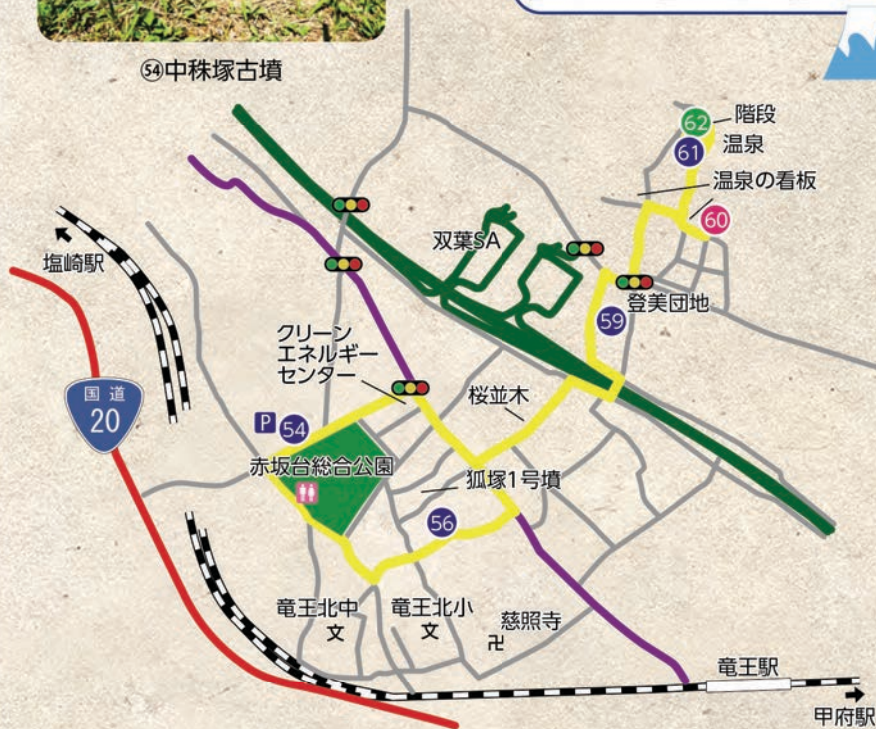 ㊴中秣塚古墳
62
階段
61
温泉
温泉の看板
60
双葉SA
塩崎駅
登美団地
59
クリーン
エネルギー
センター
国道
20
桜並木
P
54
赤坂台総合公園
狐塚1号墳
56
竜王北中
文
竜王北小
文
慈照寺
卍
竜王駅
甲府駅